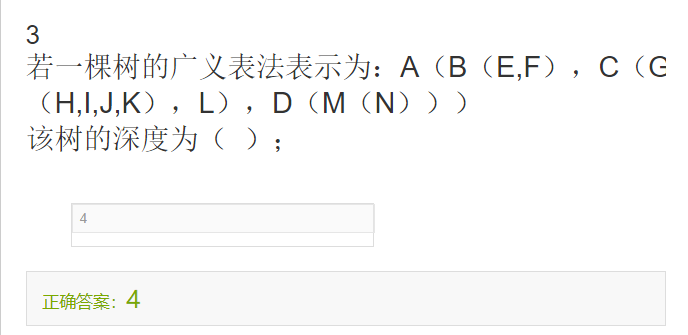 3
若一棵树的广义表法表示为：A（B（E,F），C（G
（H,I,J,K），L），D（M（N）））
该树的深度为（ ）；
4
正确答案：4